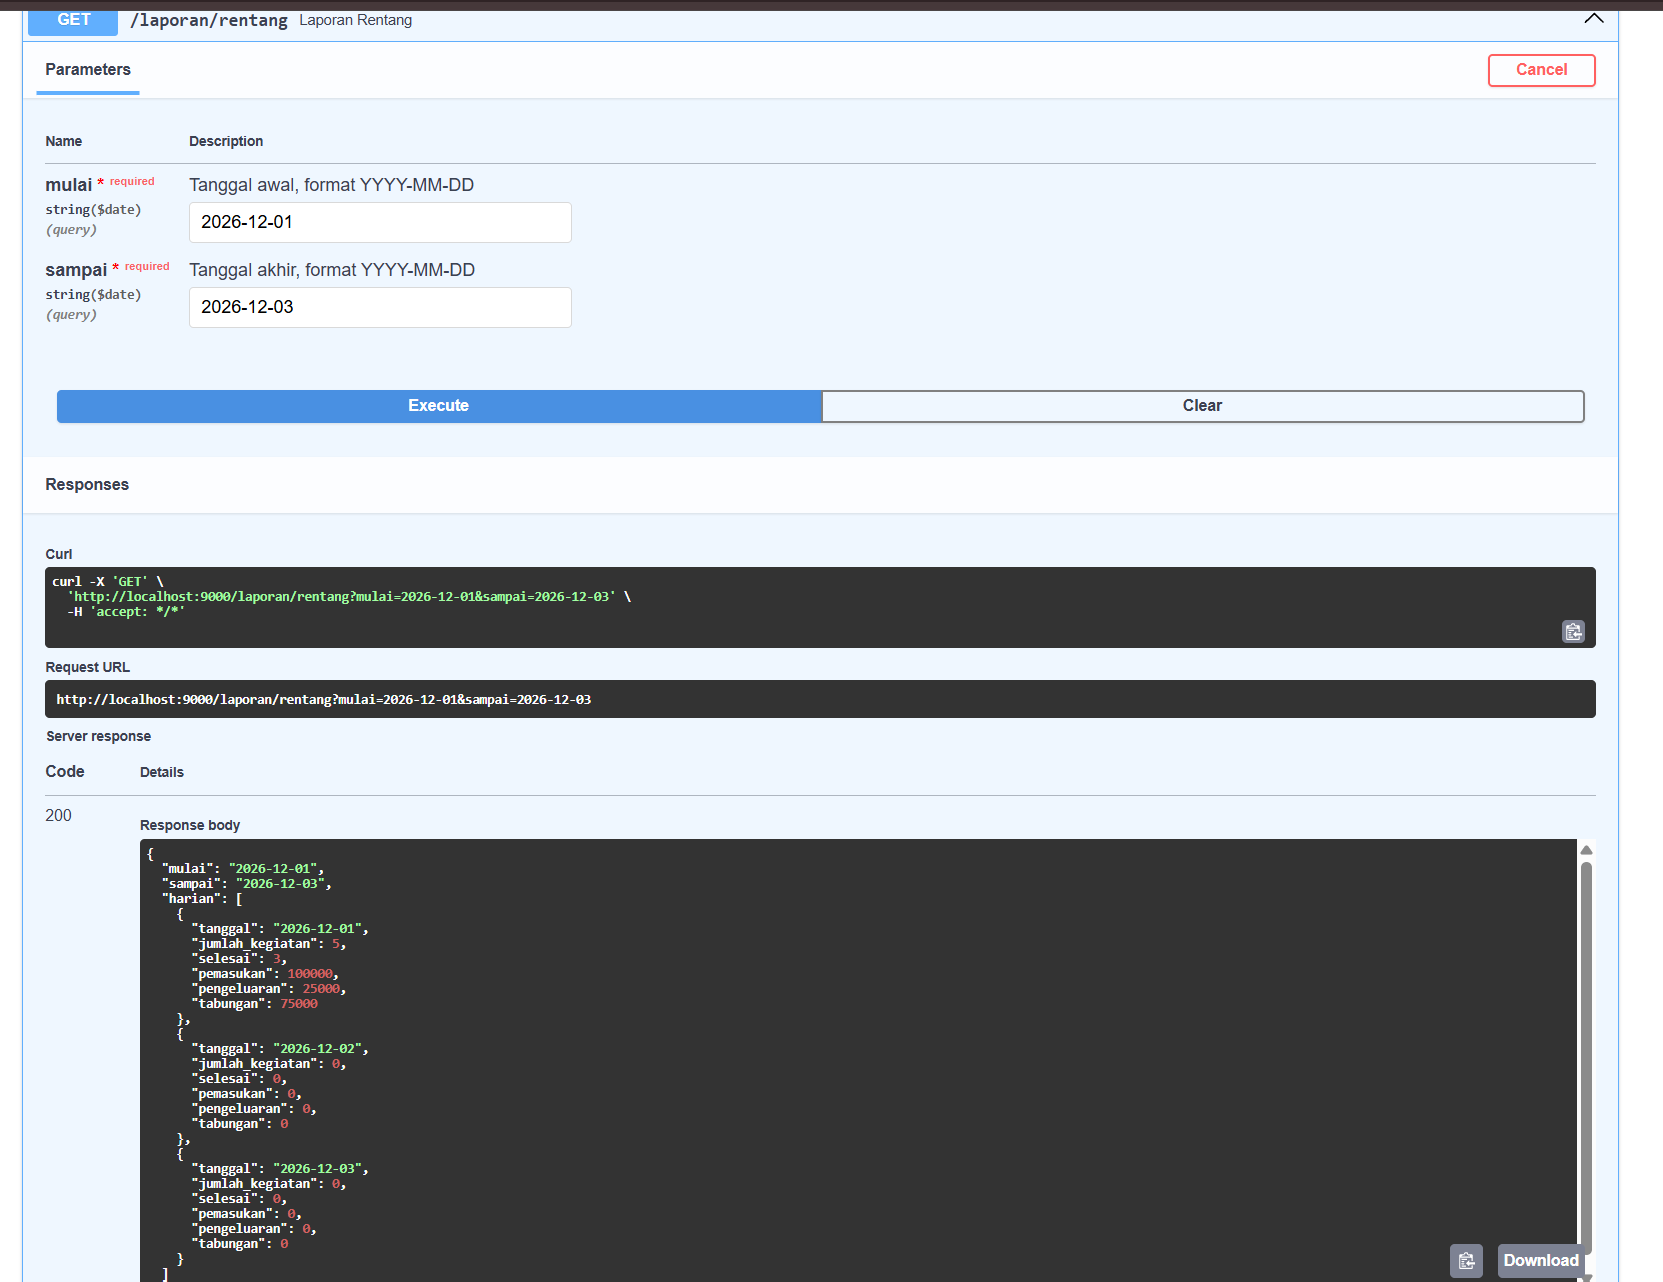 GET /laporan/rentang Laporan Rentang
Parameters
Cancel
Name Description
mulai * required
Tanggal awal, format YYYY-MM-DD
string($date)
(query)
2026-12-01
sampai * required
Tanggal akhir, format YYYY-MM-DD
string($date)
(query)
2026-12-03
Execute
Clear
Responses
Curl
curl -X 'GET' \
  'http://localhost:9000/laporan/rentang?mulai=2026-12-01&sampai=2026-12-03' \
  -H 'accept: */*'
Request URL
http://localhost:9000/laporan/rentang?mulai=2026-12-01&sampai=2026-12-03
Server response
Code Details
200
Response body
{
  "mulai": "2026-12-01",
  "sampai": "2026-12-03",
  "harian": [
    {
      "tanggal": "2026-12-01",
      "jumlah_kegiatan": 5,
      "selesai": 3,
      "pemasukan": 100000,
      "pengeluaran": 25000,
      "tabungan": 75000
    },
    {
      "tanggal": "2026-12-02",
      "jumlah_kegiatan": 0,
      "selesai": 0,
      "pemasukan": 0,
      "pengeluaran": 0,
      "tabungan": 0
    },
    {
      "tanggal": "2026-12-03",
      "jumlah_kegiatan": 0,
      "selesai": 0,
      "pemasukan": 0,
      "pengeluaran": 0,
      "tabungan": 0
    }
  ]
Download